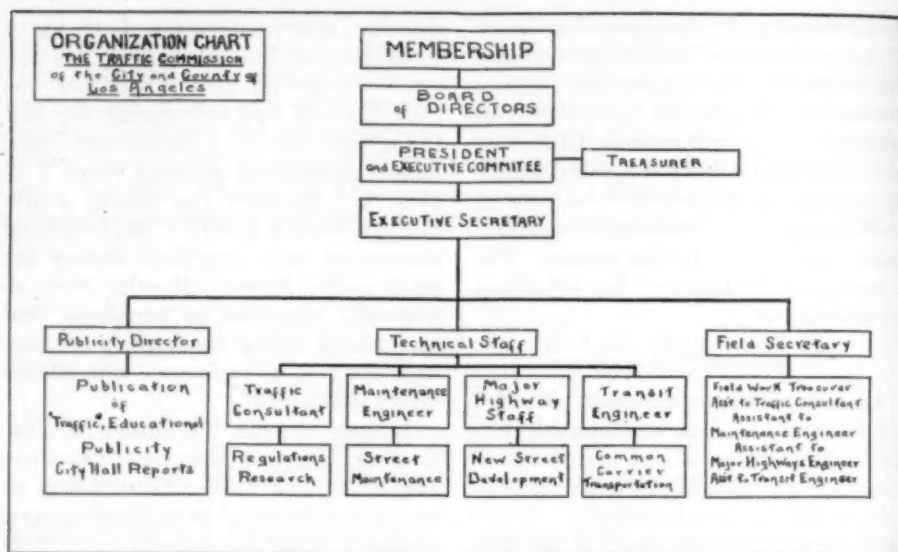 ORGANIZATION CHART
THE TRAFFIC COMMISSION
of the City and County of
Los Angeles
MEMBERSHIP
BOARD
of DIRECTORS
PRESIDENT
and EXECUTIVE COMMITEE
TREASURER
EXECUTIVE SECRETARY
Publicity Director
Technical Staff
Field Secretary
Publication
of
"Traffic", Educational
Publicity
City Hall Reports
Traffic
Consultant
Maintenance
Engineer
Major
Highway
Staff
Transit
Engineer
Regulations
Research
Street
Maintenance
New Street
Development
Common
Carrier
Transportation
Field Work Treasurer
Ass't to Traffic Consultant
Assistant to
Maintenance Engineer
Assistant to
Major Highways Engineer
Ass't to Transit Engineer